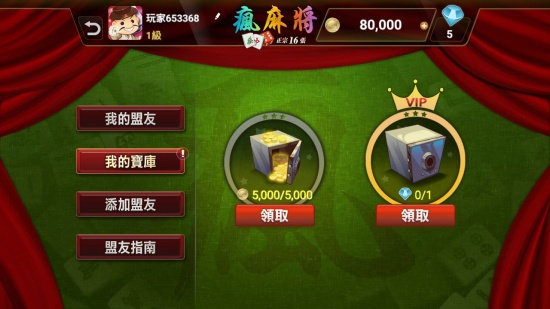 玩家653368
1級
瘋麻將
正宗16張
80,000
5
我的盟友
我的寶庫
!
添加盟友
盟友指南
5,000/5,000
領取
VIP
0/1
領取